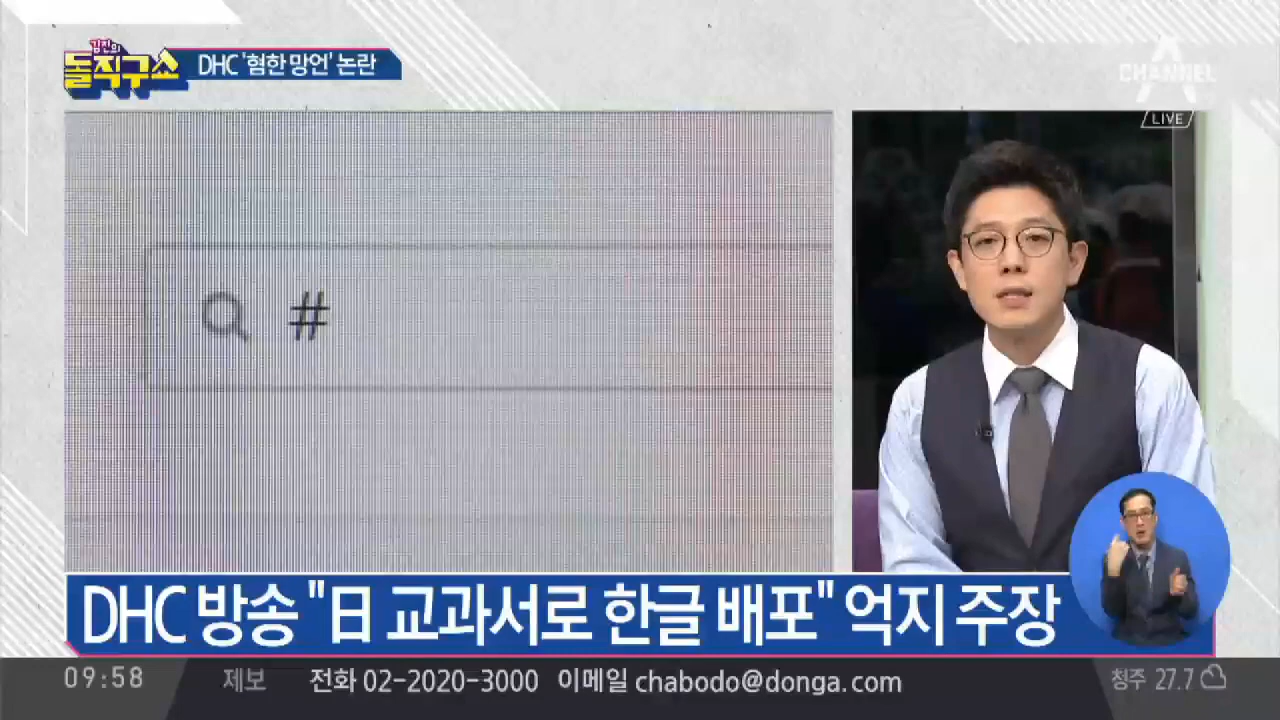 김진의
돌직구쇼
DHC '혐한 망언' 논란
CHANNEL A
LIVE
#
DHC 방송 "日 교과서로 한글 배포" 억지 주장
09:58 제보 전화 02-2020-3000 이메일 chabodo@donga.com
청주 27.7